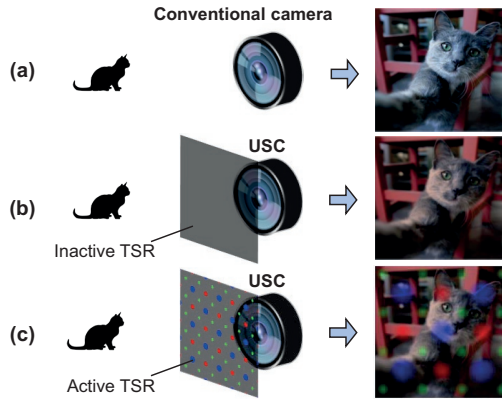 Conventional camera
(a)
USC
(b)
Inactive TSR
USC
(c)
Active TSR